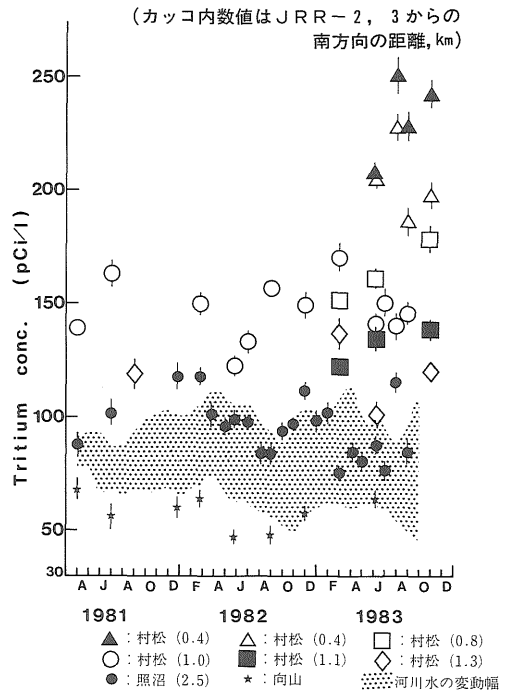 (カッコ内数値はJRR-2, 3からの
南方向の距離,km)
Tritium conc. (pCi/l)
250
200
150
100
50
30
A J A O D F A J A O D F A J A O D
1981 1982 1983
▲:村松 (0.4) △:村松 (0.4) □:村松 (0.8)
○:村松 (1.0) ■:村松 (1.1) ◇:村松 (1.3)
●:照沼 (2.5) ★:向山 :河川水の変動幅